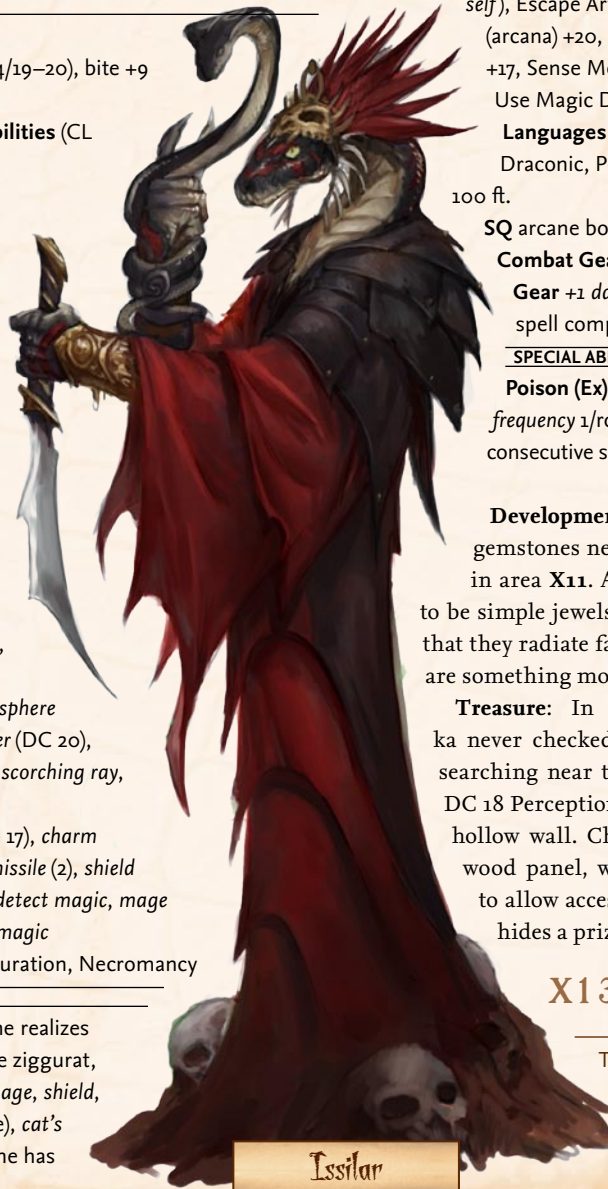 4/19–20), bite +9
bilities (CL
,
sphere
er (DC 20),
scorching ray,
17), charm
missile (2), shield
detect magic, mage
magic
uration, Necromancy
he realizes
e ziggurat,
age, shield,
e), cat's
he has
self), Escape Ar
(arcana) +20,
+17, Sense Mo
Use Magic D
Languages
Draconic, P
100 ft.
SQ arcane bo
Combat Gea
Gear +1 da
spell comp
SPECIAL AB
Poison (Ex)
frequency 1/ro
consecutive s
Developmen
gemstones ne
in area X11. A
to be simple jewels
that they radiate fa
are something mo
Treasure: In
ka never checked
searching near t
DC 18 Perception
hollow wall. Ch
wood panel, w
to allow acces
hides a priz
X13
T
Issilar